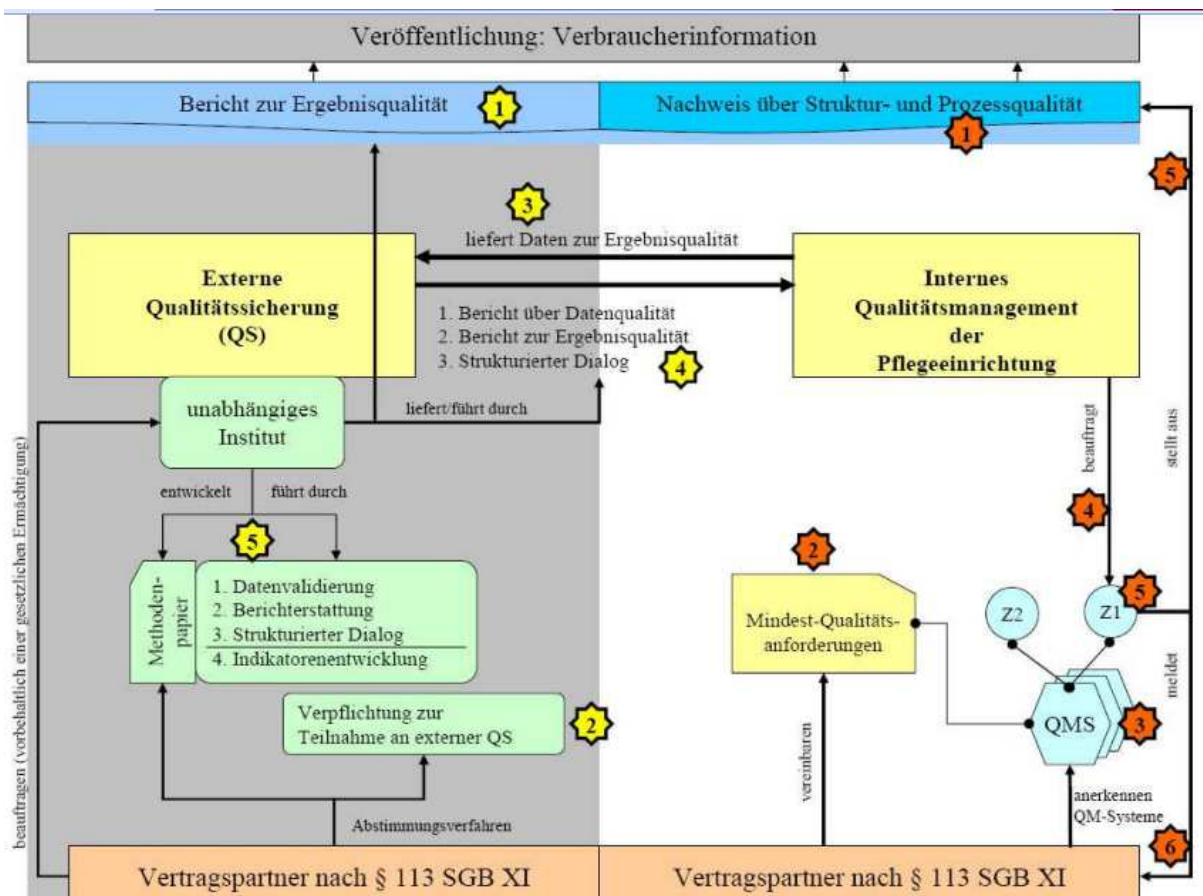 Veröffentlichung: Verbraucherinformation
Bericht zur Ergebnisqualität
1
Nachweis über Struktur- und Prozessqualität
1
5
3
liefert Daten zur Ergebnisqualität
Externe
Qualitätssicherung
(QS)
1. Bericht über Datenqualität
2. Bericht zur Ergebnisqualität
3. Strukturierter Dialog
4
Internes
Qualitätsmanagement
der
Pflegeeinrichtung
unabhängiges
Institut
liefert/führt durch
beauftragt
stellt aus
entwickelt
führt durch
5
4
2
5
Methoden-
papier
1. Datenvalidierung
2. Berichterstattung
3. Strukturierter Dialog
4. Indikatorenentwicklung
Mindest-Qualitäts-
anforderungen
Z2
Z1
Verpflichtung zur
Teilnahme an externer QS
2
QMS
3
meldet
beauftragen (vorbehaltlich einer gesetzlichen Ermächtigung)
vereinbaren
anerkennen
QM-Systeme
Abstimmungsverfahren
6
Vertragspartner nach § 113 SGB XI
Vertragspartner nach § 113 SGB XI